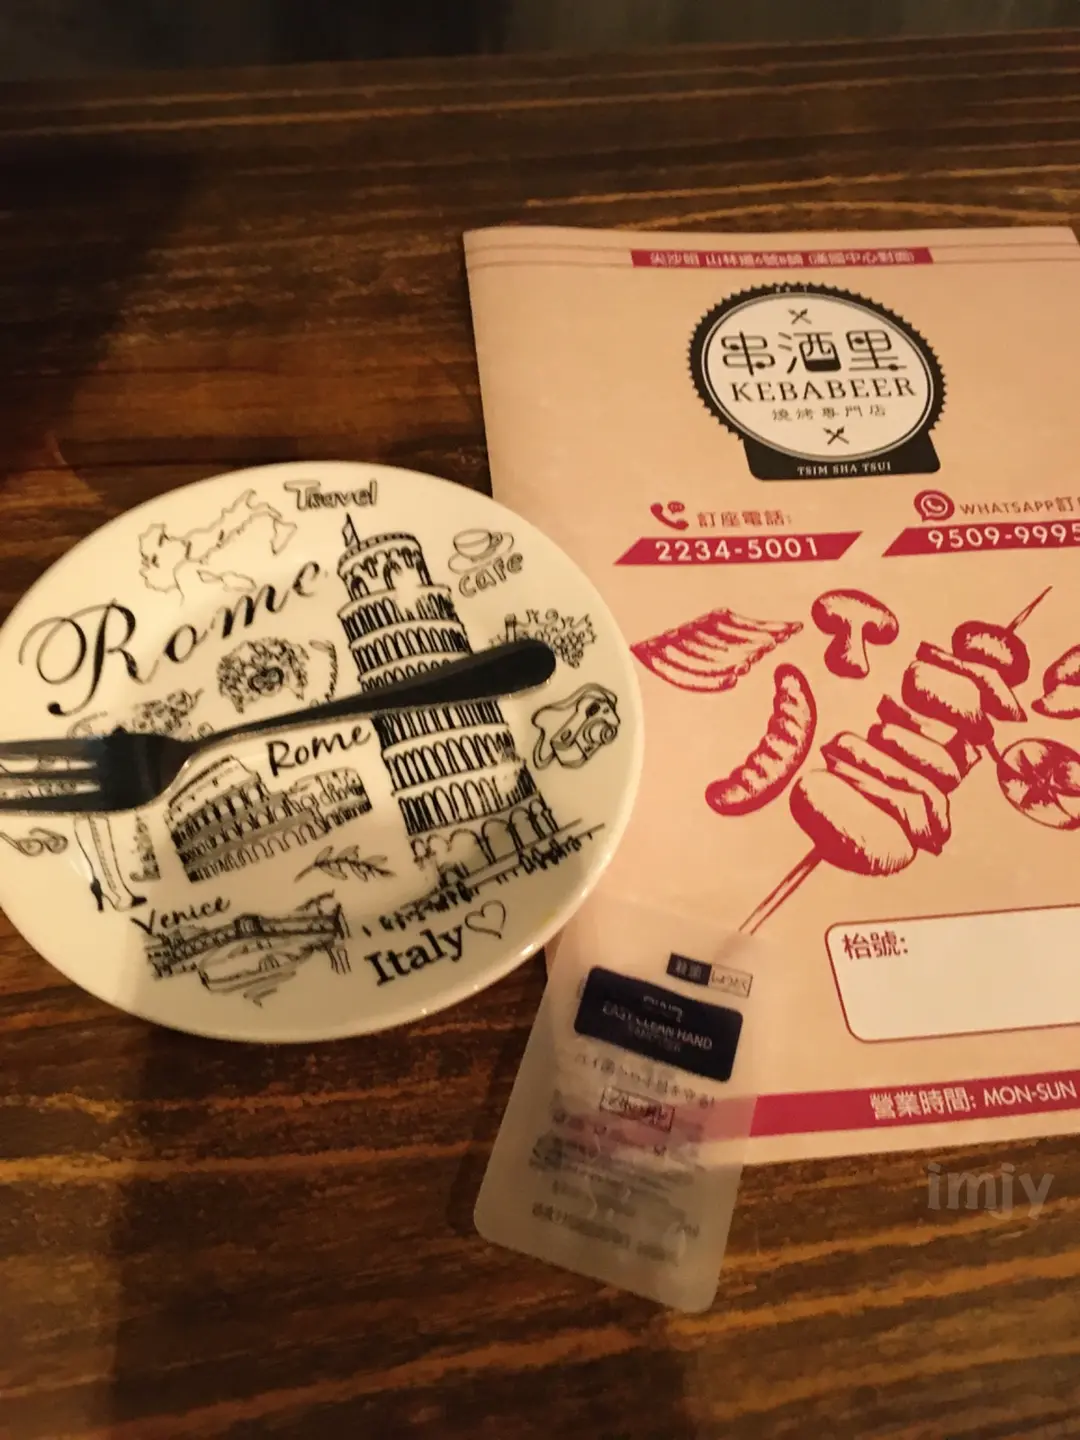 尖沙咀 山林道6號B舖 (漢國中心對面)
串酒里
KEBABEER
燒烤專門店
TSIM SHA TSUI
訂座電話:
2234-5001
WHATSAPP訂
9509-9995
枱號:
營業時間: MON-SUN
Travel
cafe
Rome
Rome
Venice
Italy
EASY CLEAN HAND
imjy